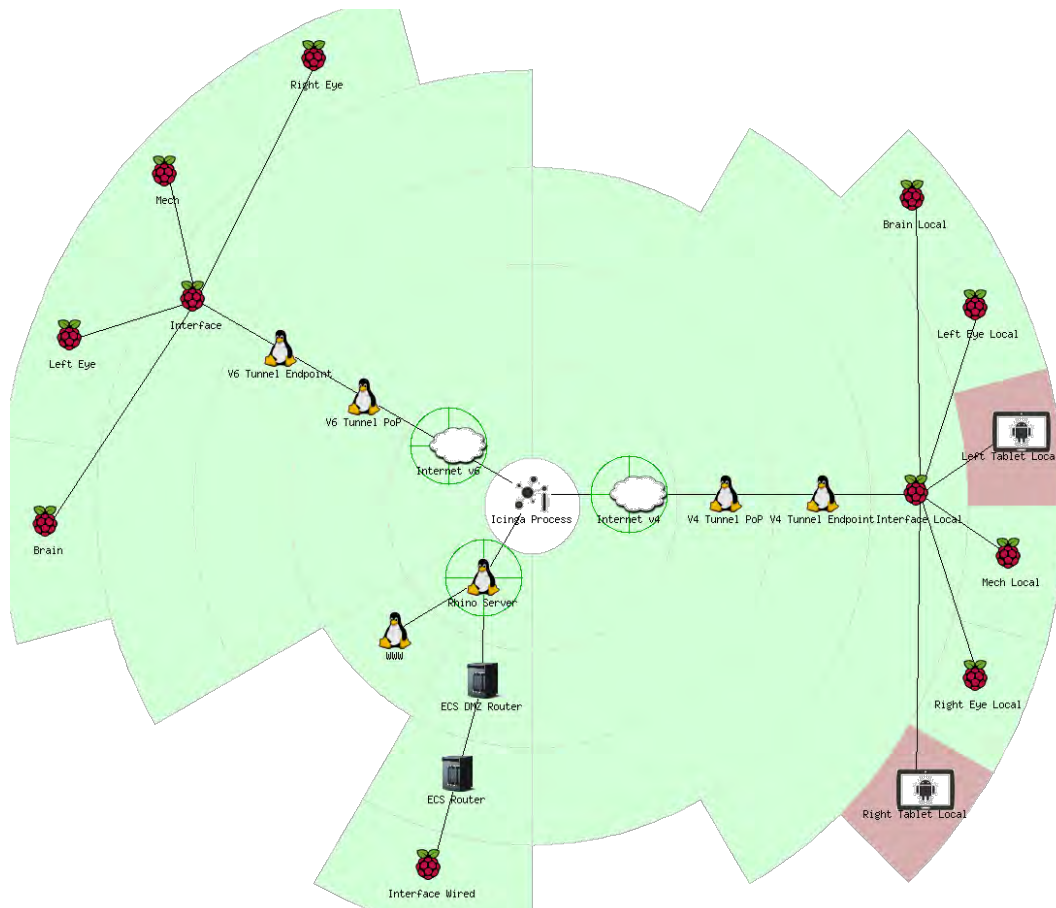 Right Eye
Mech
Brain Local
Interface
Left Eye Local
Left Eye
V6 Tunnel Endpoint
V6 Tunnel PoP
Left Tablet Loca
Internet v6
Icinga Process
Internet v4
V4 Tunnel PoP
V4 Tunnel Endpoint
Interface Local
Brain
Mech Local
Rhino Server
WWW
ECS DMZ Router
Right Eye Local
ECS Router
Right Tablet Local
Interface Wired